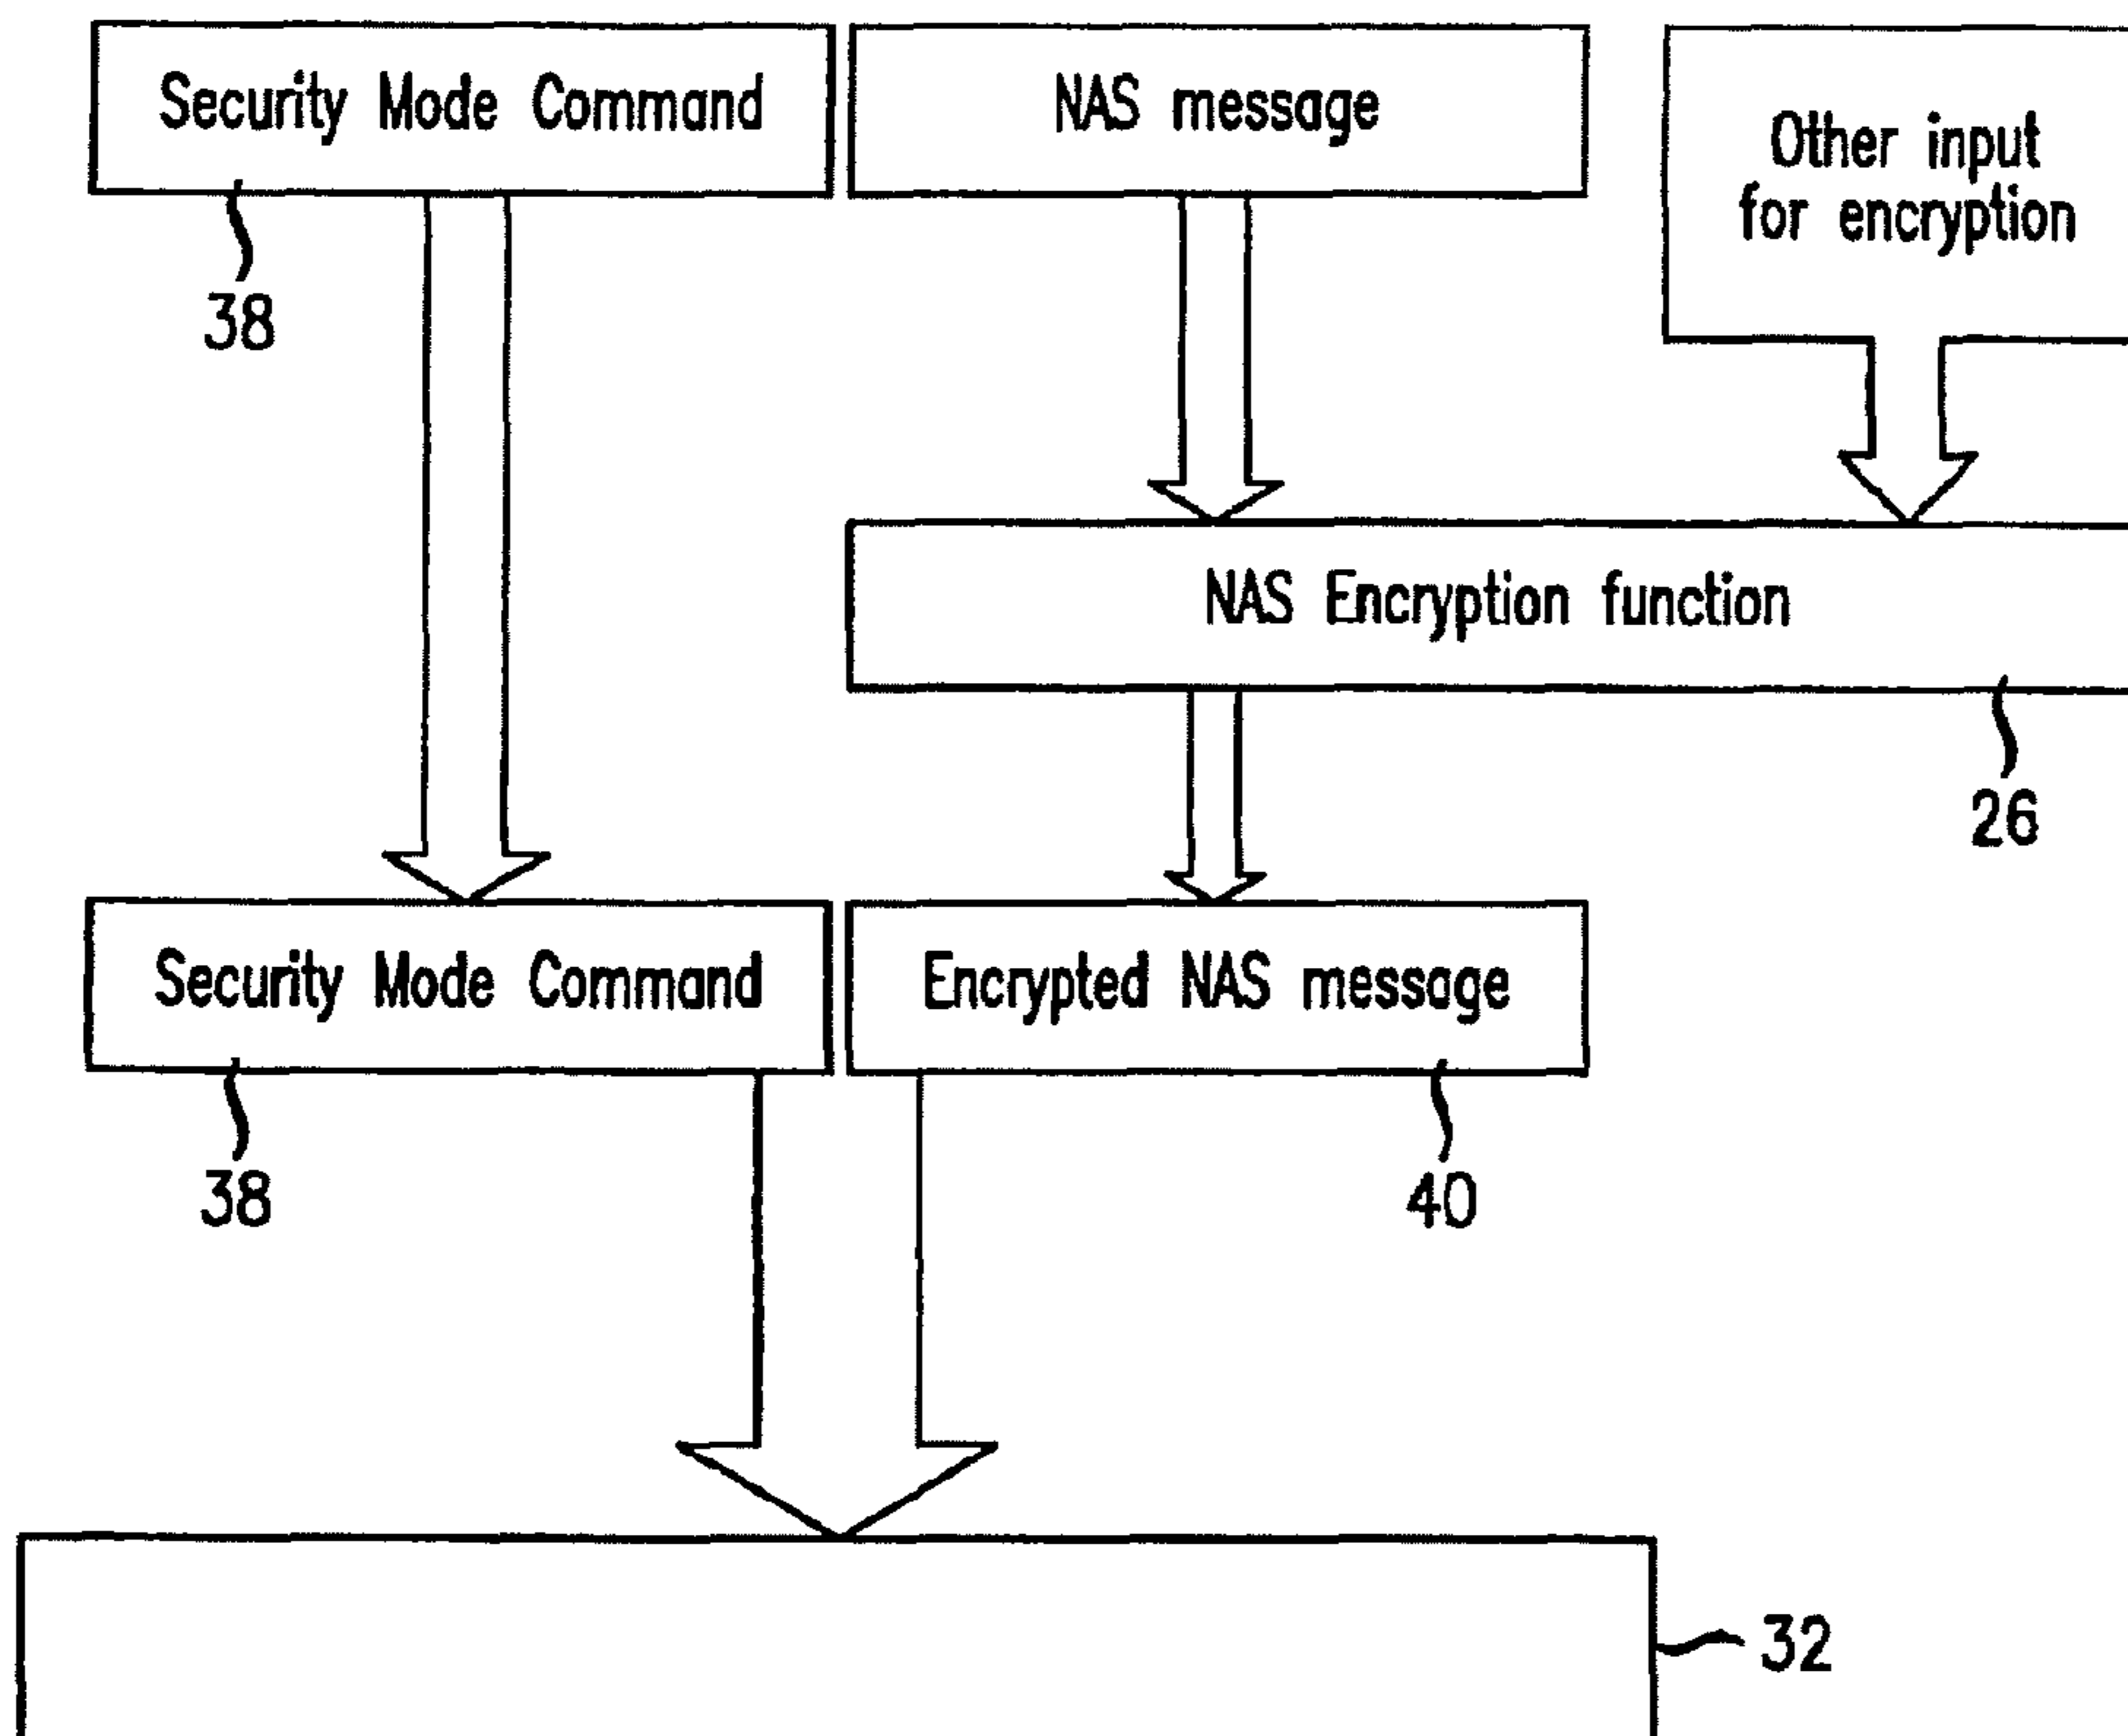 Security Mode Command
NAS message
Other input
for encryption
38
NAS Encryption function
26
Security Mode Command
Encrypted NAS message
38
40
32